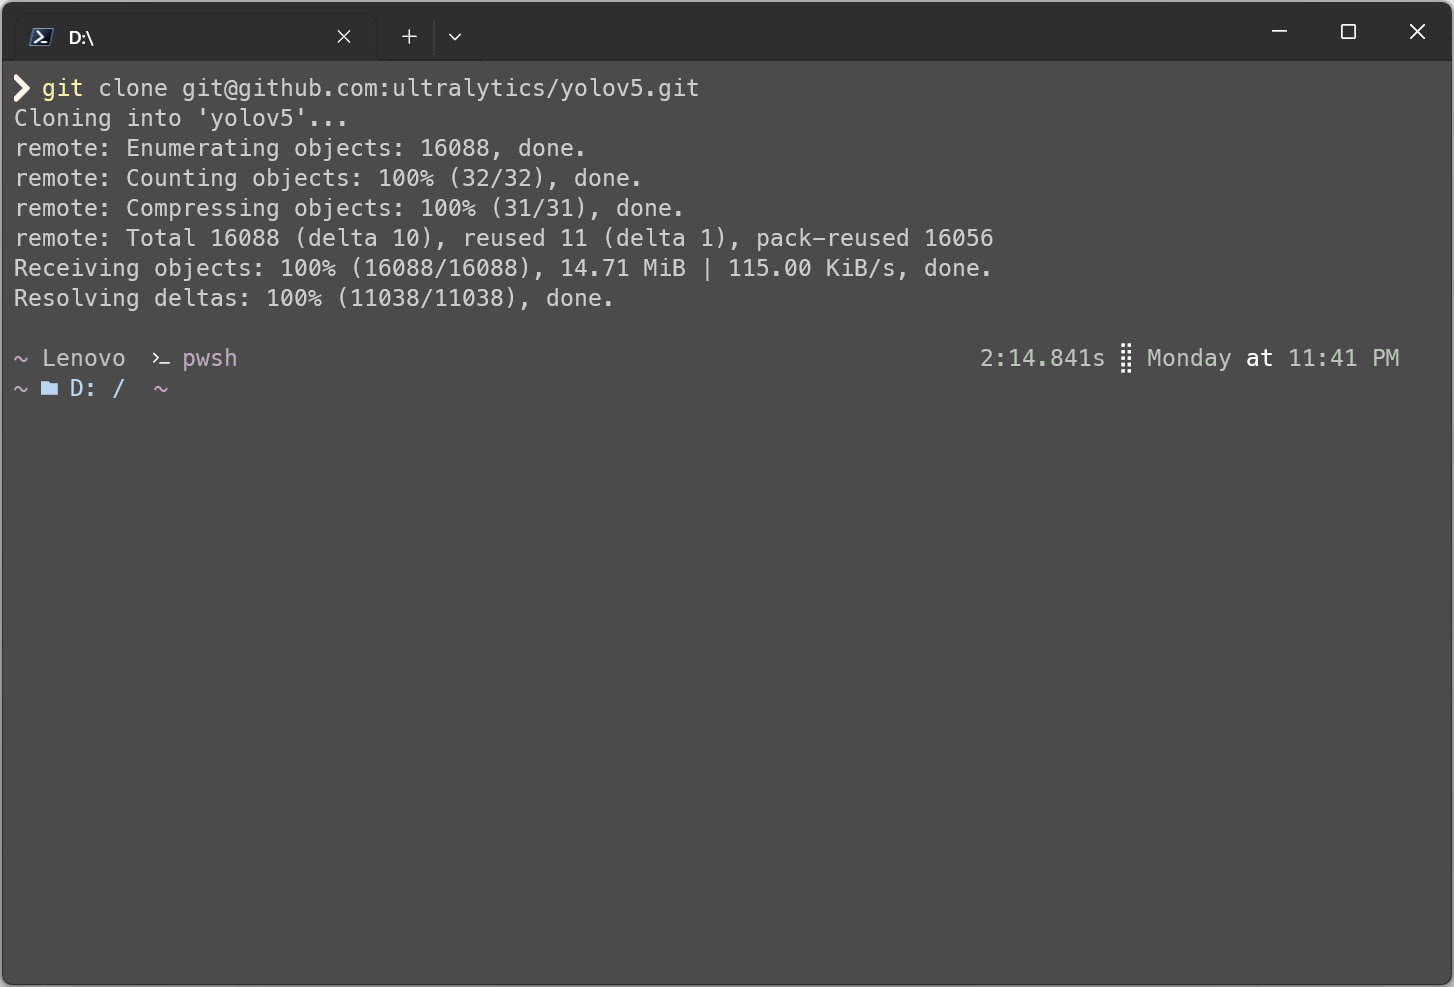 D:\
❯ git clone git@github.com:ultralytics/yolov5.git
Cloning into 'yolov5'...
remote: Enumerating objects: 16088, done.
remote: Counting objects: 100% (32/32), done.
remote: Compressing objects: 100% (31/31), done.
remote: Total 16088 (delta 10), reused 11 (delta 1), pack-reused 16056
Receiving objects: 100% (16088/16088), 14.71 MiB | 115.00 KiB/s, done.
Resolving deltas: 100% (11038/11038), done.
~ Lenovo >_ pwsh 2:14.841s ⣿ Monday at 11:41 PM
~ D: / ~